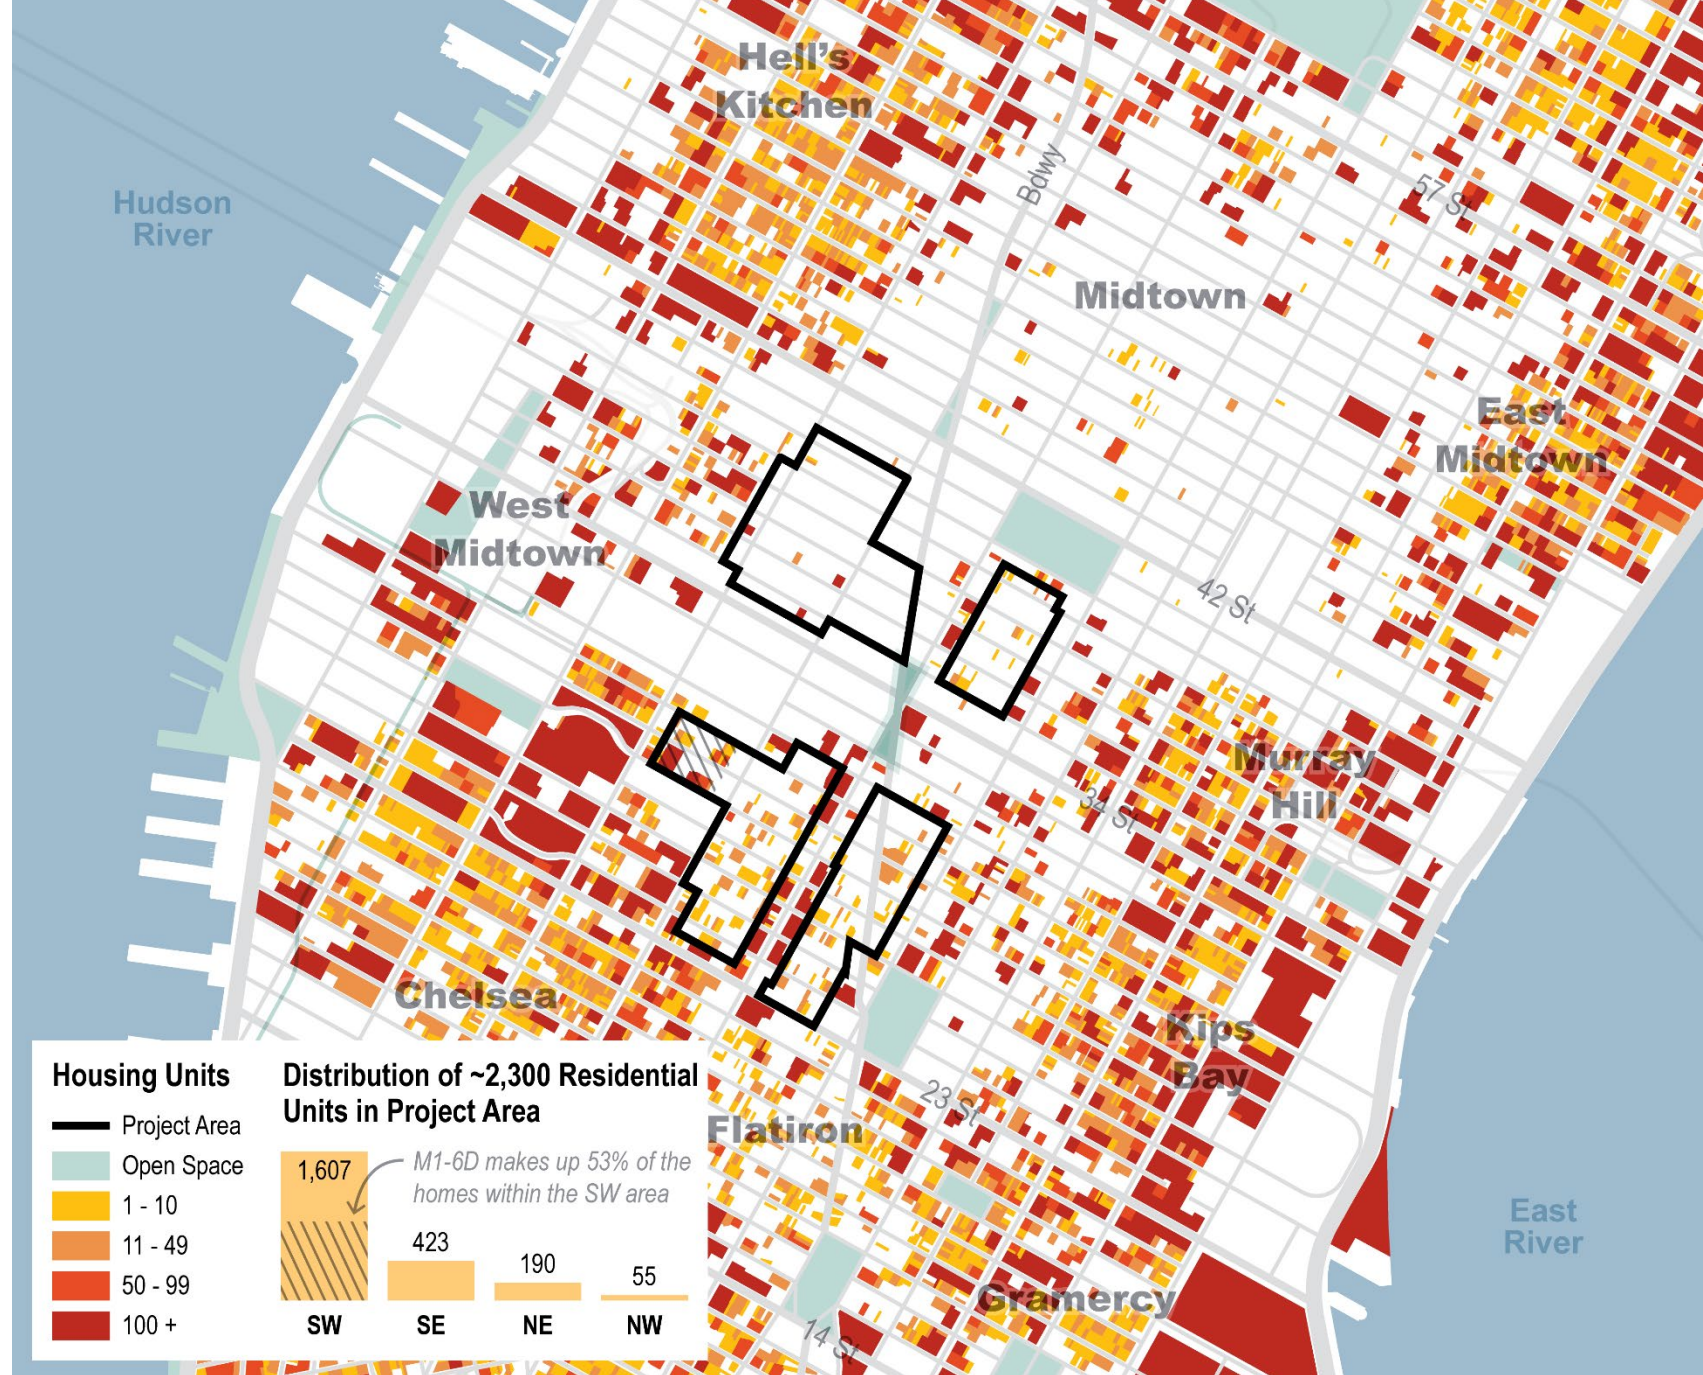 Hell's
Kitchen
Hudson
River
Bdwy
57 St
Midtown
East
Midtown
West
Midtown
42 St
Murray
Hill
34 St
Chelsea
Kips
Bay
23 St
Flatiron
East
River
Gramercy
14 St
Housing Units
Project Area
Open Space
1 - 10
11 - 49
50 - 99
100 +
Distribution of ~2,300 Residential
Units in Project Area
1,607
M1-6D makes up 53% of the
homes within the SW area
423
190
55
SW
SE
NE
NW